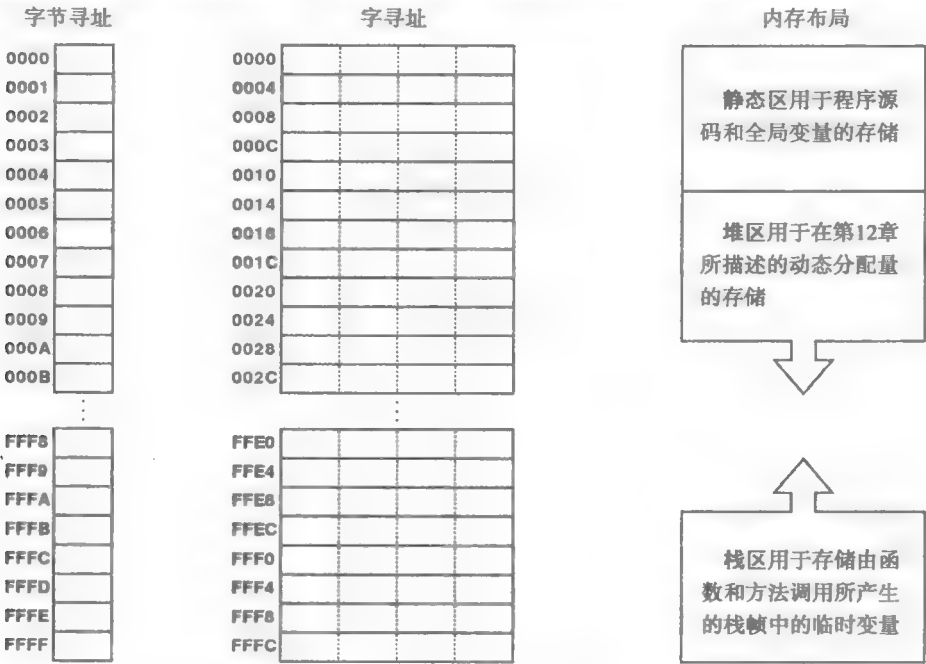 字节寻址
0000
0001
0002
0003
0004
0005
0006
0007
0008
0009
000A
000B
FFF8
FFF9
FFFA
FFFB
FFFC
FFFD
FFFE
FFFF
字寻址
0000
0004
0008
000C
0010
0014
0018
001C
0020
0024
0028
002C
FFE0
FFE4
FFE8
FFEC
FFF0
FFF4
FFF8
FFFC
内存布局
静态区用于程序源
码和全局变量的存储
堆区用于在第12章
所描述的动态分配量
的存储
栈区用于存储由函
数和方法调用所产生
的栈帧中的临时变量